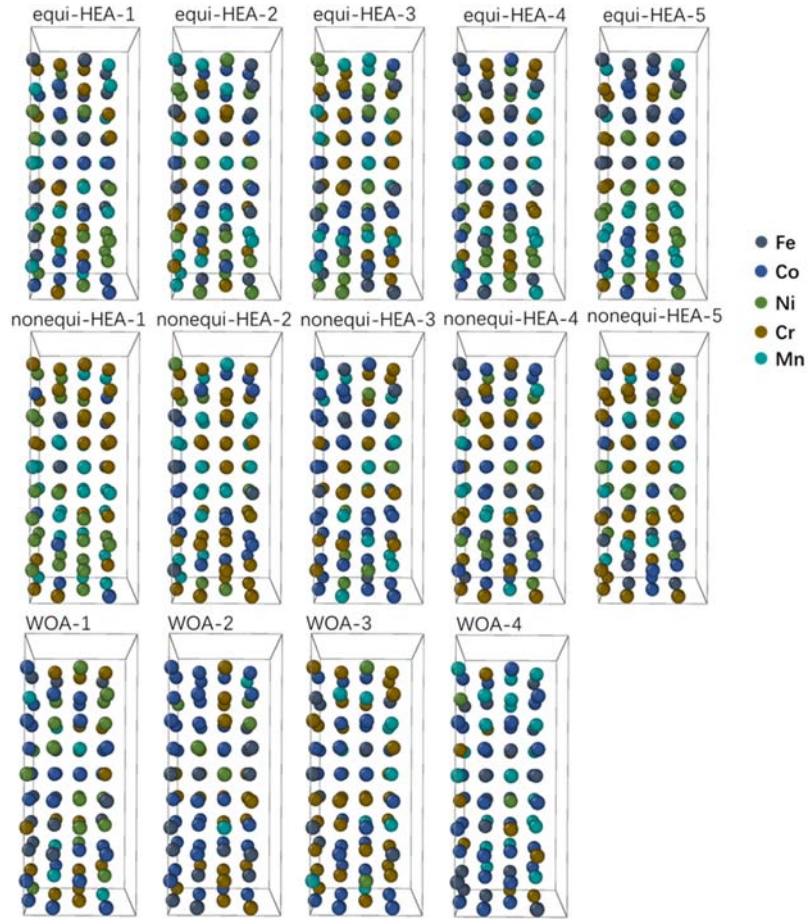 equi-HEA-1 equi-HEA-2 equi-HEA-3 equi-HEA-4 equi-HEA-5
Fe
Co
Ni
Cr
Mn
nonequi-HEA-1 nonequi-HEA-2 nonequi-HEA-3 nonequi-HEA-4 nonequi-HEA-5
WOA-1 WOA-2 WOA-3 WOA-4